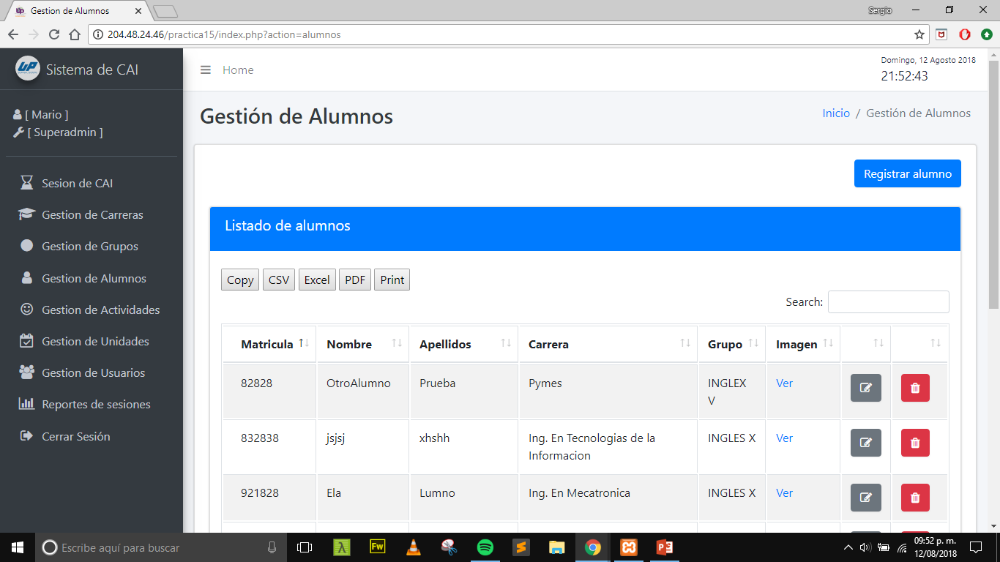 Gestion de Alumnos
Sergio
204.48.24.46/practica15/index.php?action=alumnos
UP
Sistema de CAI
Home
Domingo, 12 Agosto 2018
21:52:43
[ Mario ]
[ Superadmin ]
Gestión de Alumnos
Inicio / Gestión de Alumnos
Sesion de CAI
Gestion de Carreras
Gestion de Grupos
Gestion de Alumnos
Gestion de Actividades
Gestion de Unidades
Gestion de Usuarios
Reportes de sesiones
Cerrar Sesión
Registrar alumno
Listado de alumnos
Copy CSV Excel PDF Print
Search:
Matricula Nombre Apellidos Carrera Grupo Imagen
82828 OtroAlumno Prueba Pymes INGLEX Ver
V
832838 jsjsj xhshh Ing. En Tecnologias de la INGLES X Ver
Informacion
921828 Ela Lumno Ing. En Mecatronica INGLES X Ver
Escribe aquí para buscar
Fw
09:52 p. m.
12/08/2018